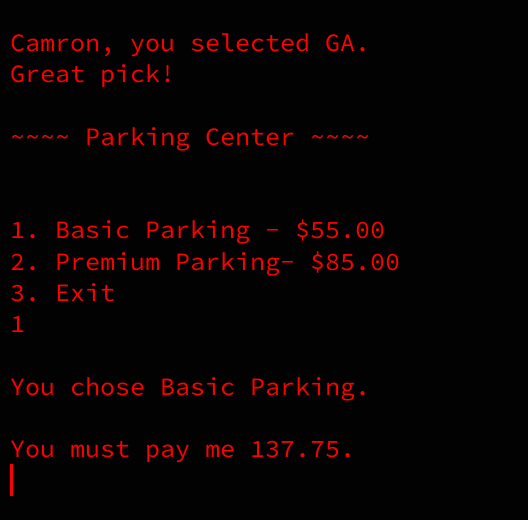 Camron, you selected GA.
Great pick!
~~~~ Parking Center ~~~~
1. Basic Parking - $55.00
2. Premium Parking- $85.00
3. Exit
1
You chose Basic Parking.
You must pay me 137.75.